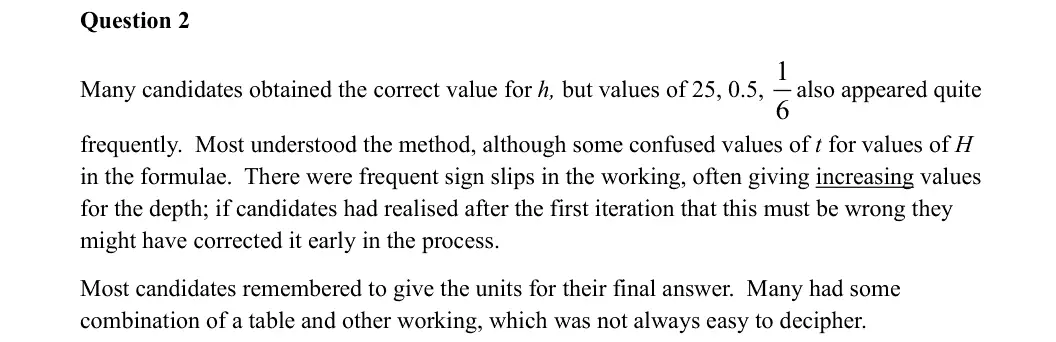 Question 2
Many candidates obtained the correct value for h, but values of 25, 0.5, 1/6 also appeared quite
frequently. Most understood the method, although some confused values of t for values of H
in the formulae. There were frequent sign slips in the working, often giving increasing values
for the depth; if candidates had realised after the first iteration that this must be wrong they
might have corrected it early in the process.
Most candidates remembered to give the units for their final answer. Many had some
combination of a table and other working, which was not always easy to decipher.